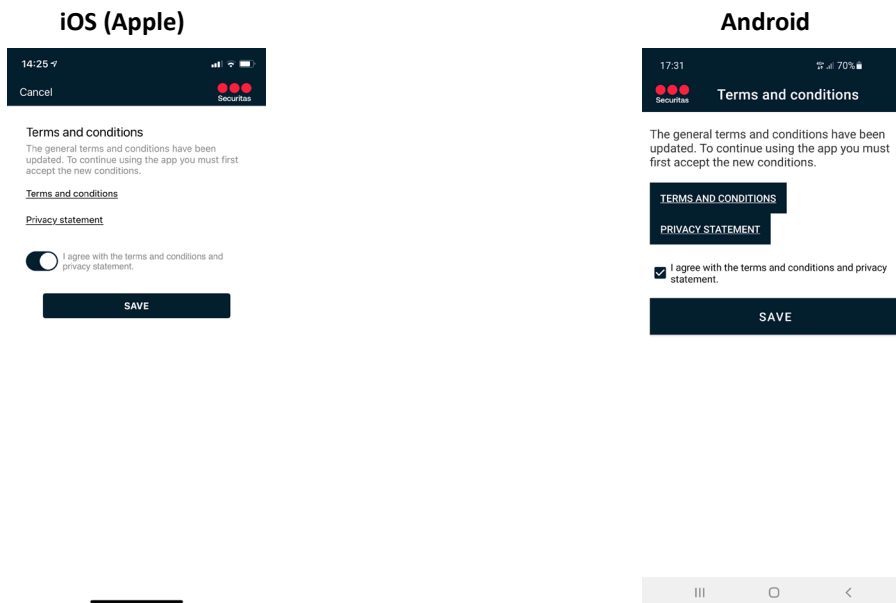 iOS (Apple)
14:25
Cancel
Securitas
Terms and conditions
The general terms and conditions have been
updated. To continue using the app you must first
accept the new conditions.
Terms and conditions
Privacy statement
I agree with the terms and conditions and
privacy statement.
SAVE
Android
17:31
70%
Securitas
Terms and conditions
The general terms and conditions have been
updated. To continue using the app you must
first accept the new conditions.
TERMS AND CONDITIONS
PRIVACY STATEMENT
I agree with the terms and conditions and privacy
statement.
SAVE